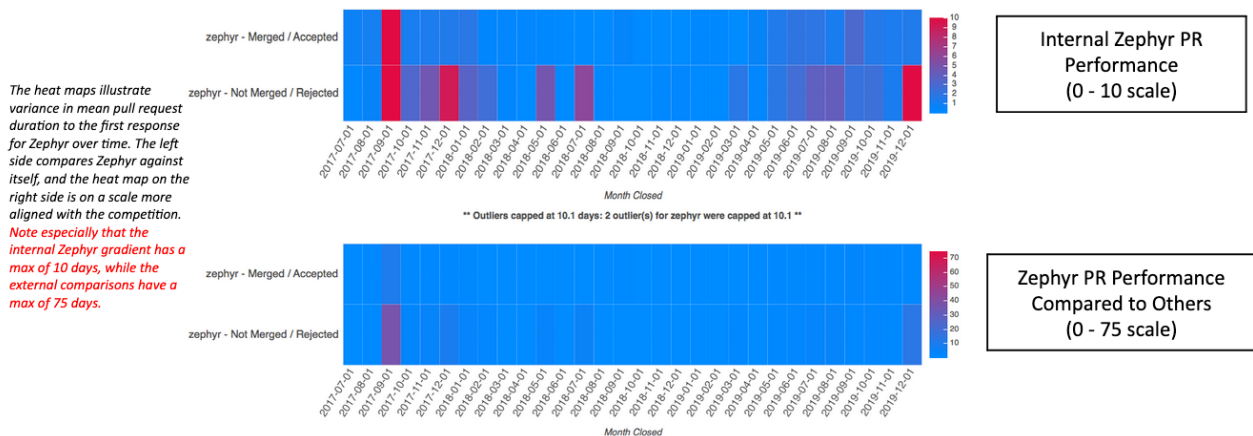 The heat maps illustrate
variance in mean pull request
duration to the first response
for Zephyr over time. The left
side compares Zephyr against
itself, and the heat map on the
right side is on a scale more
aligned with the competition.
Note especially that the
internal Zephyr gradient has a
max of 10 days, while the
external comparisons have a
max of 75 days.
zephyr - Merged / Accepted
zephyr - Not Merged / Rejected
10
9
8
7
6
5
4
3
2
1
2017-07-01
2017-08-01
2017-09-01
2017-10-01
2017-11-01
2017-12-01
2018-01-01
2018-02-01
2018-03-01
2018-04-01
2018-05-01
2018-06-01
2018-07-01
2018-08-01
2018-09-01
2018-10-01
2018-11-01
2018-12-01
2019-01-01
2019-02-01
2019-03-01
2019-04-01
2019-05-01
2019-06-01
2019-07-01
2019-08-01
2019-09-01
2019-10-01
2019-11-01
2019-12-01
Month Closed
** Outliers capped at 10.1 days: 2 outlier(s) for zephyr were capped at 10.1 **
Internal Zephyr PR
Performance
(0 - 10 scale)
zephyr - Merged / Accepted
zephyr - Not Merged / Rejected
70
60
50
40
30
20
10
2017-07-01
2017-08-01
2017-09-01
2017-10-01
2017-11-01
2017-12-01
2018-01-01
2018-02-01
2018-03-01
2018-04-01
2018-05-01
2018-06-01
2018-07-01
2018-08-01
2018-09-01
2018-10-01
2018-11-01
2018-12-01
2019-01-01
2019-02-01
2019-03-01
2019-04-01
2019-05-01
2019-06-01
2019-07-01
2019-08-01
2019-09-01
2019-10-01
2019-11-01
2019-12-01
Month Closed
Zephyr PR Performance
Compared to Others
(0 - 75 scale)